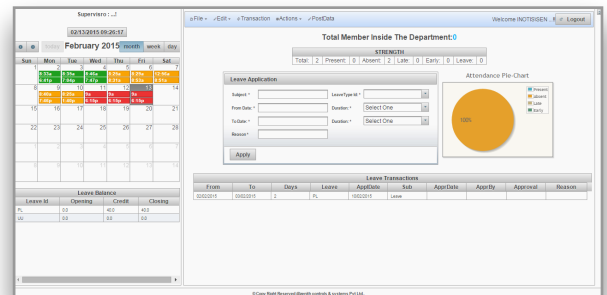 Supervisro : ...!
File Edit Transaction Actions PostData
Welcome INOTISIGEN...!! Logout
02/13/2015 09:26:17
Total Member Inside The Department:0
today February 2015 month week day
STRENGTH
Total: 2 Present: 0 Absent: 2 Late: 0 Early: 0 Leave: 0
Sun Mon Tue Wed Thu Fri Sat
1 2 3 4 5 6 7
8 9 10 11 12 13 14
15 16 17 18 19 20 21
22 23 24 25 26 27 28
Leave Application
Subject: *
LeaveType Id: *
From Date: *
Duration: *
Select One
To Date: *
Duration: *
Select One
Reason:*
Apply
Attendance Pie-Chart
Present
Absent
Late
Early
100%
Leave Balance
Leave Id Opening Credit Closing
PL 0.0 40.0 40.0
0.0 0.0 0.0
Leave Transactions
From To Days Leave ApplDate Sub ApprDate ApprBy Approval Reason
02/02/2015 03/02/2015 2 PL 10/02/2015 Leave